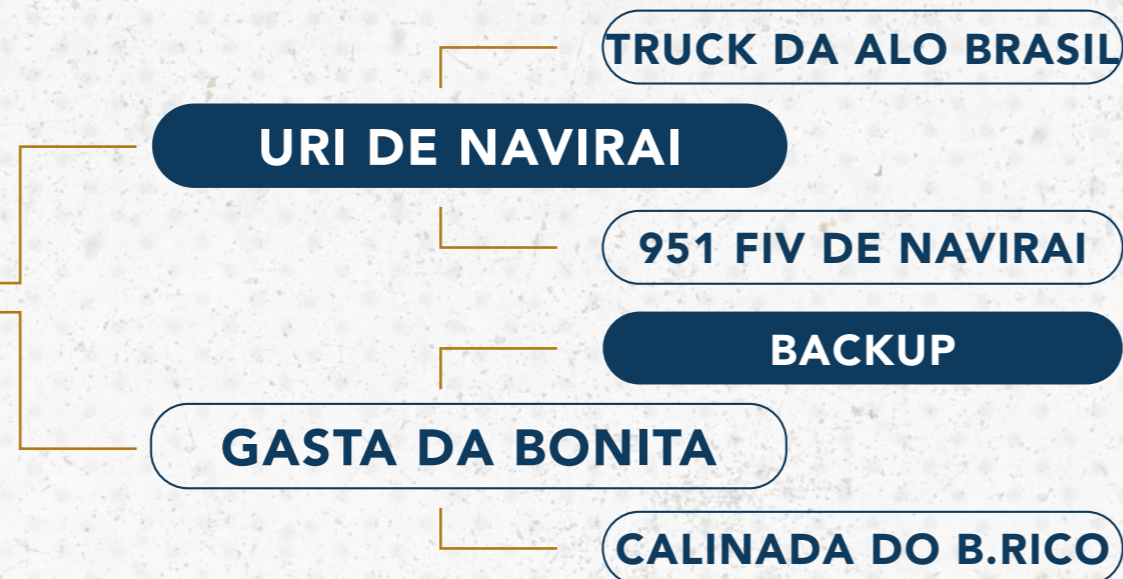 TRUCK DA ALO BRASIL
URI DE NAVIRAI
951 FIV DE NAVIRAI
BACKUP
GASTA DA BONITA
CALINADA DO B.RICO